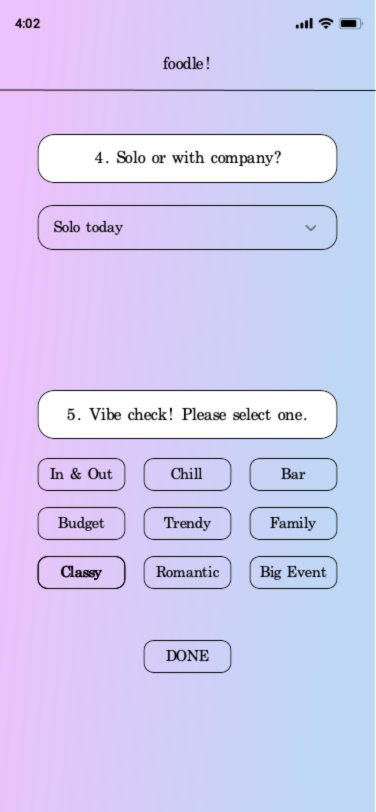 4:02
foodle!
4. Solo or with company?
Solo today
5. Vibe check! Please select one.
In & Out Chill Bar
Budget Trendy Family
Classy Romantic Big Event
DONE